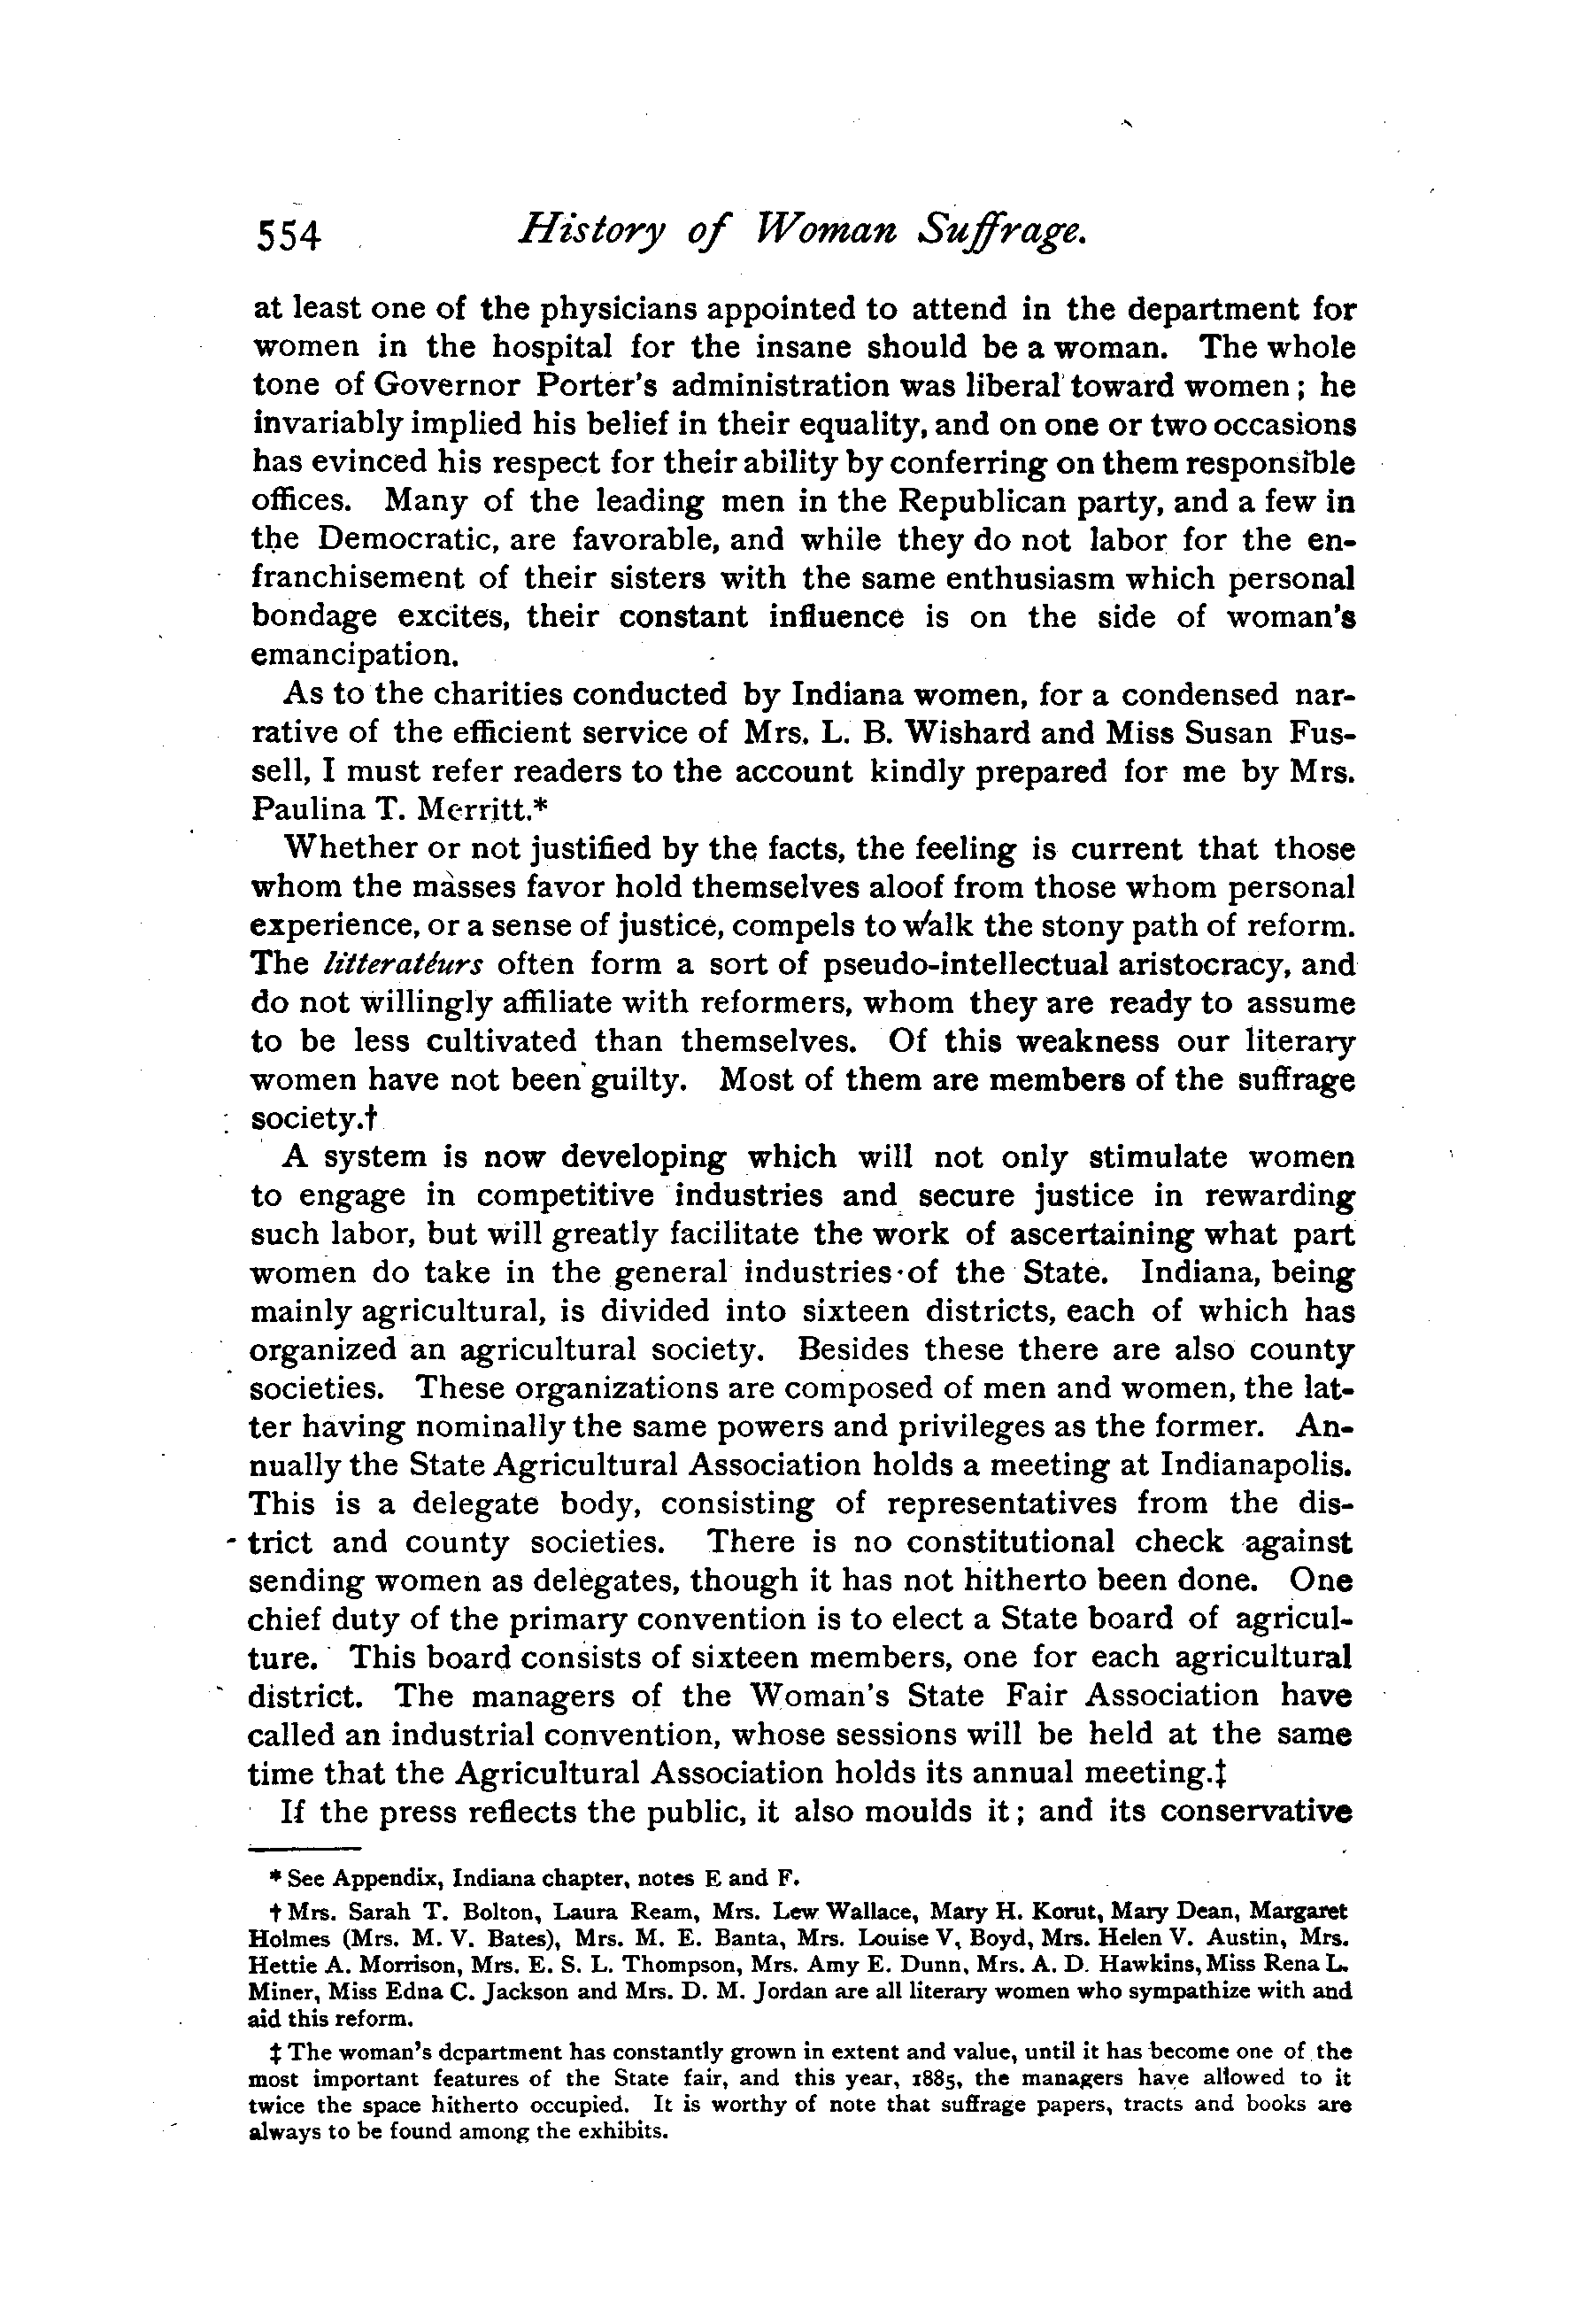 554 History of Woman Suffrage.
at least one of the physicians appointed to attend in the department for
women in the hospital for the insane should be a woman. The whole
tone of Governor Porter's administration was liberal toward women; he
invariably implied his belief in their equality, and on one or two occasions
has evinced his respect for their ability by conferring on them responsible
offices. Many of the leading men in the Republican party, and a few in
the Democratic, are favorable, and while they do not labor for the en-
franchisement of their sisters with the same enthusiasm which personal
bondage excites, their constant influence is on the side of woman's
emancipation.
As to the charities conducted by Indiana women, for a condensed nar-
rative of the efficient service of Mrs. L. B. Wishard and Miss Susan Fus-
sell, I must refer readers to the account kindly prepared for me by Mrs.
Paulina T. Merritt.*
Whether or not justified by the facts, the feeling is current that those
whom the masses favor hold themselves aloof from those whom personal
experience, or a sense of justice, compels to walk the stony path of reform.
The litteratéurs often form a sort of pseudo-intellectual aristocracy, and
do not willingly affiliate with reformers, whom they are ready to assume
to be less cultivated than themselves. Of this weakness our literary
women have not been guilty. Most of them are members of the suffrage
society.†
A system is now developing which will not only stimulate women
to engage in competitive industries and secure justice in rewarding
such labor, but will greatly facilitate the work of ascertaining what part
women do take in the general industries of the State. Indiana, being
mainly agricultural, is divided into sixteen districts, each of which has
organized an agricultural society. Besides these there are also county
societies. These organizations are composed of men and women, the lat-
ter having nominally the same powers and privileges as the former. An-
nually the State Agricultural Association holds a meeting at Indianapolis.
This is a delegate body, consisting of representatives from the dis-
trict and county societies. There is no constitutional check against
sending women as delegates, though it has not hitherto been done. One
chief duty of the primary convention is to elect a State board of agricul-
ture. This board consists of sixteen members, one for each agricultural
district. The managers of the Woman's State Fair Association have
called an industrial convention, whose sessions will be held at the same
time that the Agricultural Association holds its annual meeting.‡
If the press reflects the public, it also moulds it; and its conservative
* See Appendix, Indiana chapter, notes E and F.
† Mrs. Sarah T. Bolton, Laura Ream, Mrs. Lew Wallace, Mary H. Korut, Mary Dean, Margaret
Holmes (Mrs. M. V. Bates), Mrs. M. E. Banta, Mrs. Louise V, Boyd, Mrs. Helen V. Austin, Mrs.
Hettie A. Morrison, Mrs. E. S. L. Thompson, Mrs. Amy E. Dunn, Mrs. A. D. Hawkins, Miss Rena L.
Miner, Miss Edna C. Jackson and Mrs. D. M. Jordan are all literary women who sympathize with and
aid this reform.
‡ The woman's department has constantly grown in extent and value, until it has become one of the
most important features of the State fair, and this year, 1885, the managers have allowed to it
twice the space hitherto occupied. It is worthy of note that suffrage papers, tracts and books are
always to be found among the exhibits.